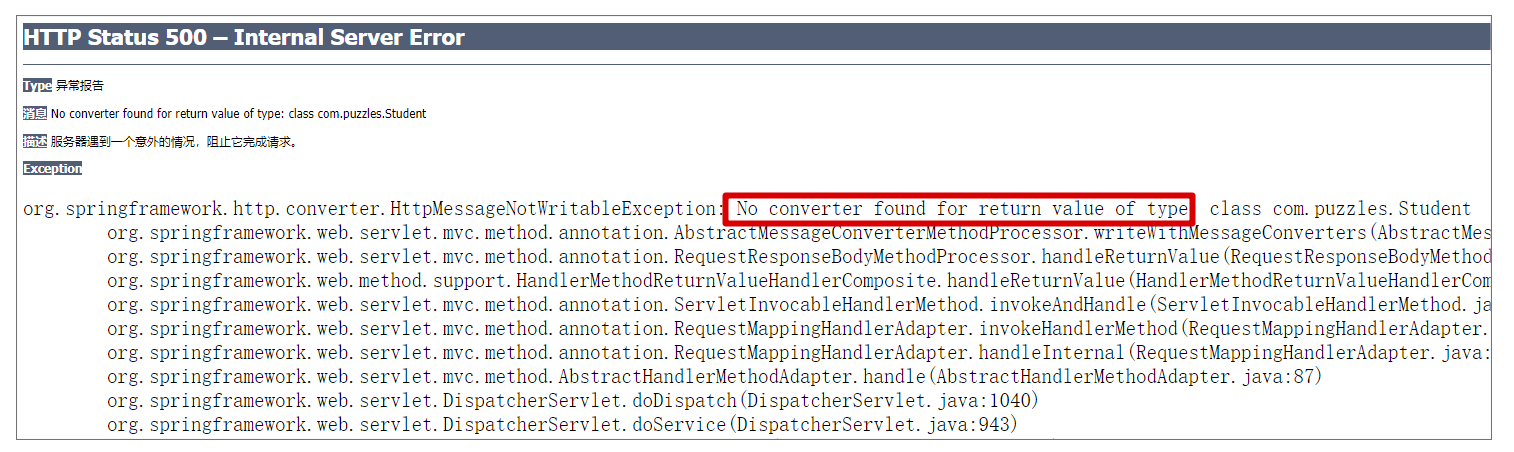 HTTP Status 500 – Internal Server Error
Type 异常报告
消息 No converter found for return value of type: class com.puzzles.Student
描述 服务器遇到一个意外的情况，阻止它完成请求。
Exception
org.springframework.http.converter.HttpMessageNotWritableException: No converter found for return value of type class com.puzzles.Student
org.springframework.web.servlet.mvc.method.annotation.AbstractMessageConverterMethodProcessor.writeWithMessageConverters(AbstractMes
org.springframework.web.servlet.mvc.method.annotation.RequestResponseBodyMethodProcessor.handleReturnValue(RequestResponseBodyMethod
org.springframework.web.method.support.HandlerMethodReturnValueHandlerComposite.handleReturnValue(HandlerMethodReturnValueHandlerCom
org.springframework.web.servlet.mvc.method.annotation.ServletInvocableHandlerMethod.invokeAndHandle(ServletInvocableHandlerMethod.ja
org.springframework.web.servlet.mvc.method.annotation.RequestMappingHandlerAdapter.invokeHandlerMethod(RequestMappingHandlerAdapter.
org.springframework.web.servlet.mvc.method.annotation.RequestMappingHandlerAdapter.handleInternal(RequestMappingHandlerAdapter.java:
org.springframework.web.servlet.mvc.method.AbstractHandlerMethodAdapter.handle(AbstractHandlerMethodAdapter.java:87)
org.springframework.web.servlet.DispatcherServlet.doDispatch(DispatcherServlet.java:1040)
org.springframework.web.servlet.DispatcherServlet.doService(DispatcherServlet.java:943)